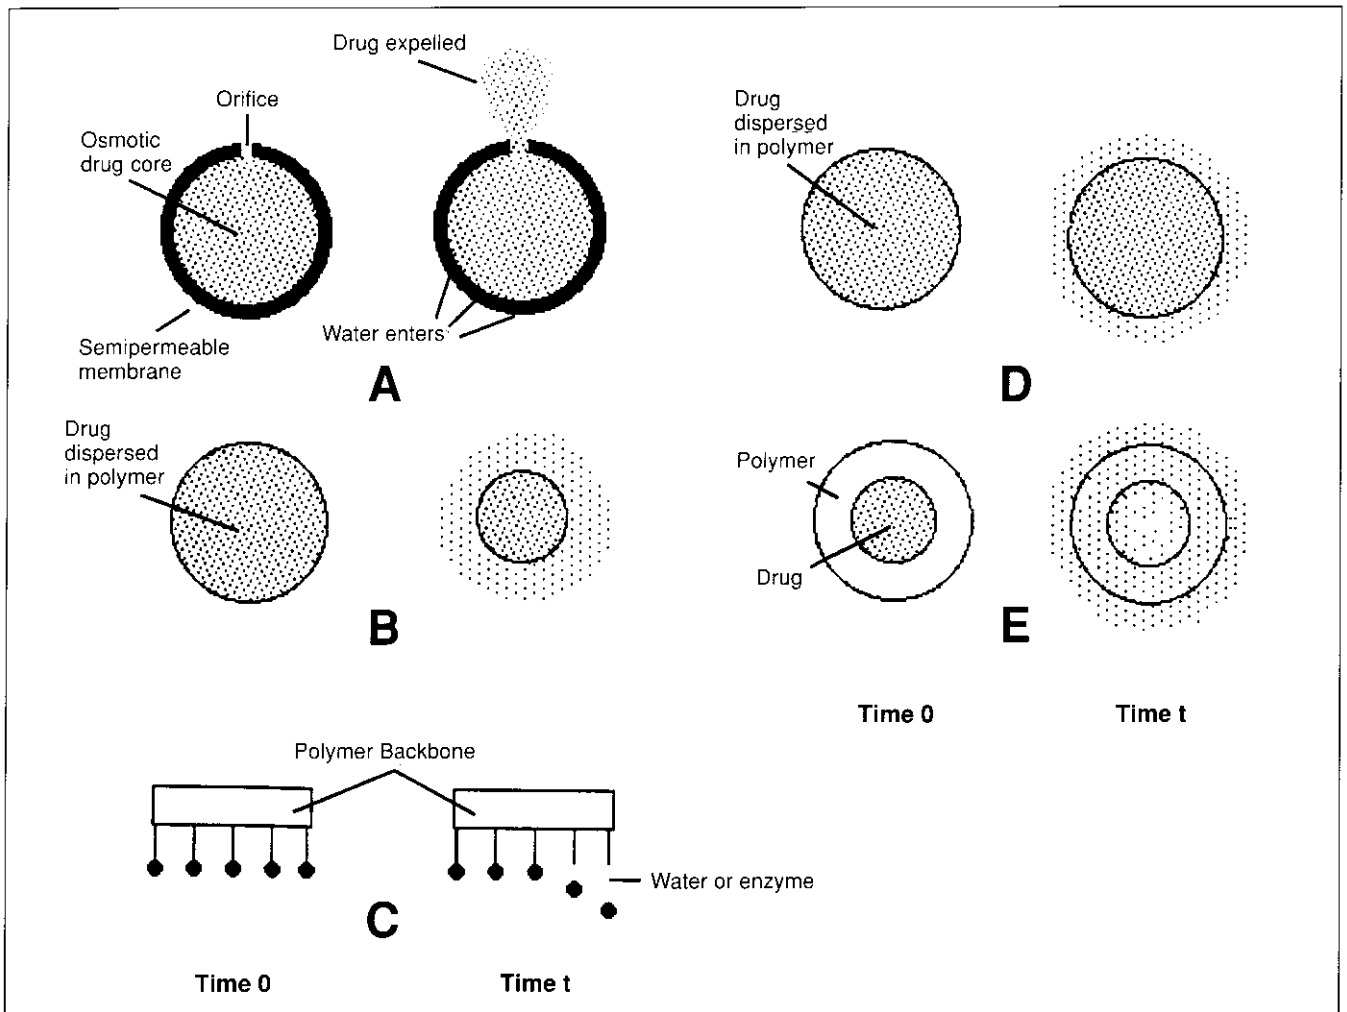 Drug expelled
Orifice
Osmotic
drug core
Water enters
Semipermeable
membrane
A
Drug
dispersed
in polymer
B
Polymer Backbone
Water or enzyme
C
Time 0
Time t
Drug
dispersed
in polymer
D
Polymer
Drug
E
Time 0
Time t